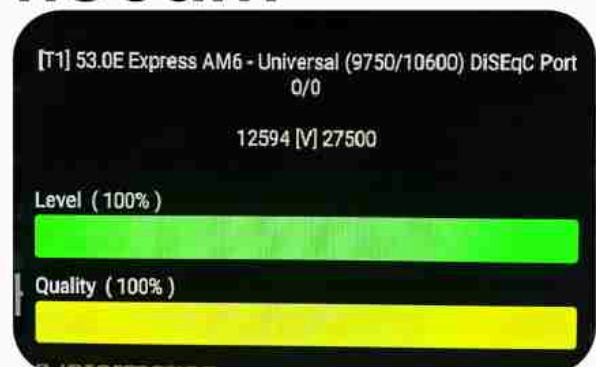 [T1] 53.0E Express AM6 - Universal (9750/10600) DiSEqC Port
0/0
12594 [V] 27500
Level ( 100% )
Quality ( 100% )